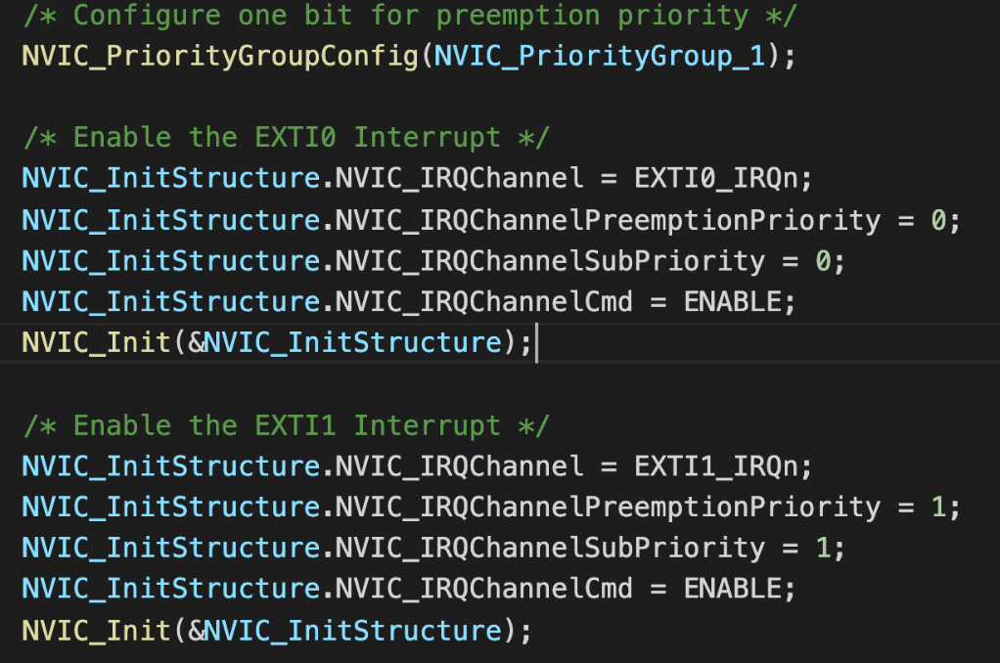 /* Configure one bit for preemption priority */
NVIC_PriorityGroupConfig(NVIC_PriorityGroup_1);
/* Enable the EXTI0 Interrupt */
NVIC_InitStructure.NVIC_IRQChannel = EXTI0_IRQn;
NVIC_InitStructure.NVIC_IRQChannelPreemptionPriority = 0;
NVIC_InitStructure.NVIC_IRQChannelSubPriority = 0;
NVIC_InitStructure.NVIC_IRQChannelCmd = ENABLE;
NVIC_Init(&NVIC_InitStructure);
/* Enable the EXTI1 Interrupt */
NVIC_InitStructure.NVIC_IRQChannel = EXTI1_IRQn;
NVIC_InitStructure.NVIC_IRQChannelPreemptionPriority = 1;
NVIC_InitStructure.NVIC_IRQChannelSubPriority = 1;
NVIC_InitStructure.NVIC_IRQChannelCmd = ENABLE;
NVIC_Init(&NVIC_InitStructure);